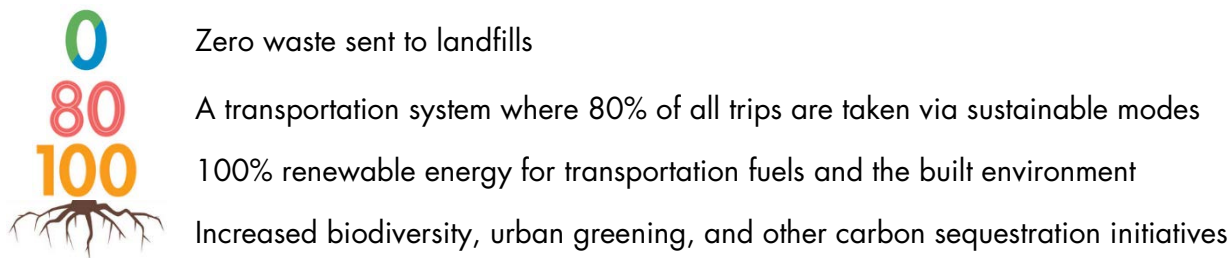 0 Zero waste sent to landfills
80 A transportation system where 80% of all trips are taken via sustainable modes
100 100% renewable energy for transportation fuels and the built environment
Increased biodiversity, urban greening, and other carbon sequestration initiatives